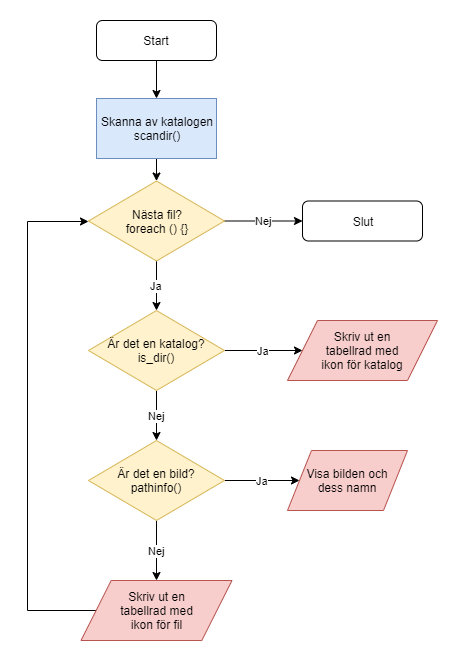 Start
Skanna av katalogen
scandir()
Nästa fil?
foreach () {}
Nej
Slut
Ja
Är det en katalog?
is_dir()
Ja
Skriv ut en
tabellrad med
ikon för katalog
Nej
Är det en bild?
pathinfo()
Ja
Visa bilden och
dess namn
Nej
Skriv ut en
tabellrad med
ikon för fil